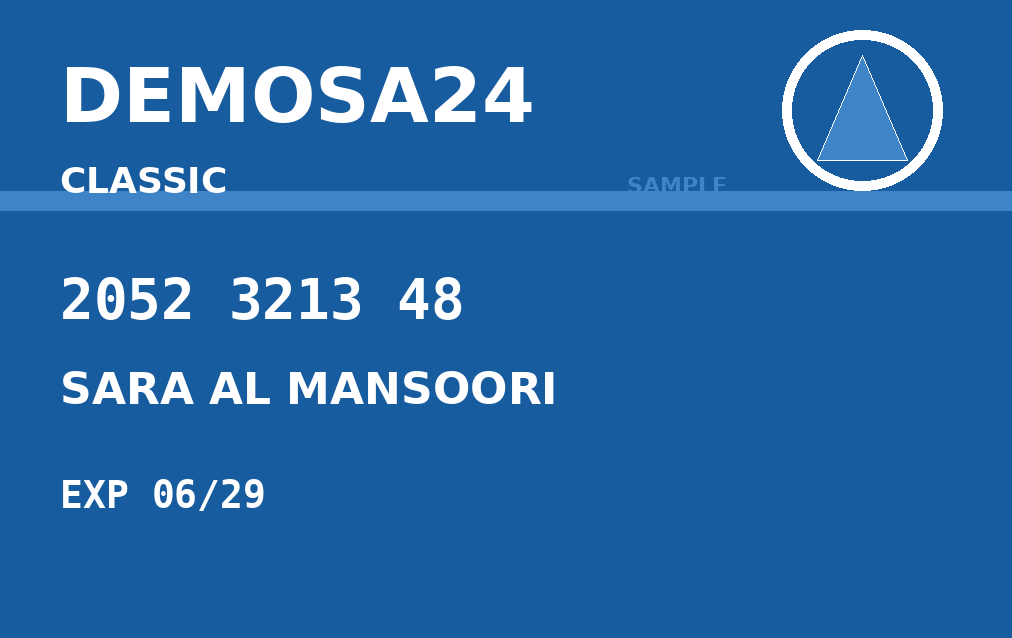 DEMOSA24
CLASSIC
SAMPLE
2052 3213 48
SARA AL MANSOORI
EXP 06/29